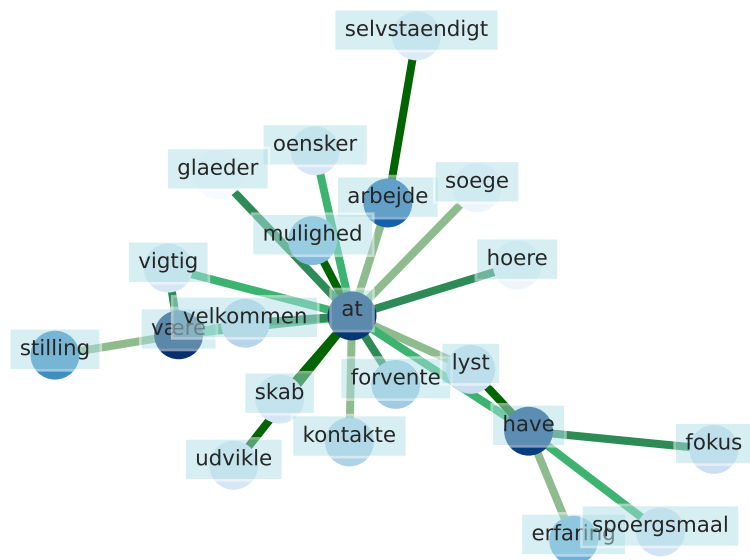 selvstaendigt
oensker
glaeder
soege
arbejde
mulighed
vigtig
hoere
at
velkommen
være
stilling
lyst
forvente
skab
have
kontakte
fokus
udvikle
spoergsmaal
erfaring